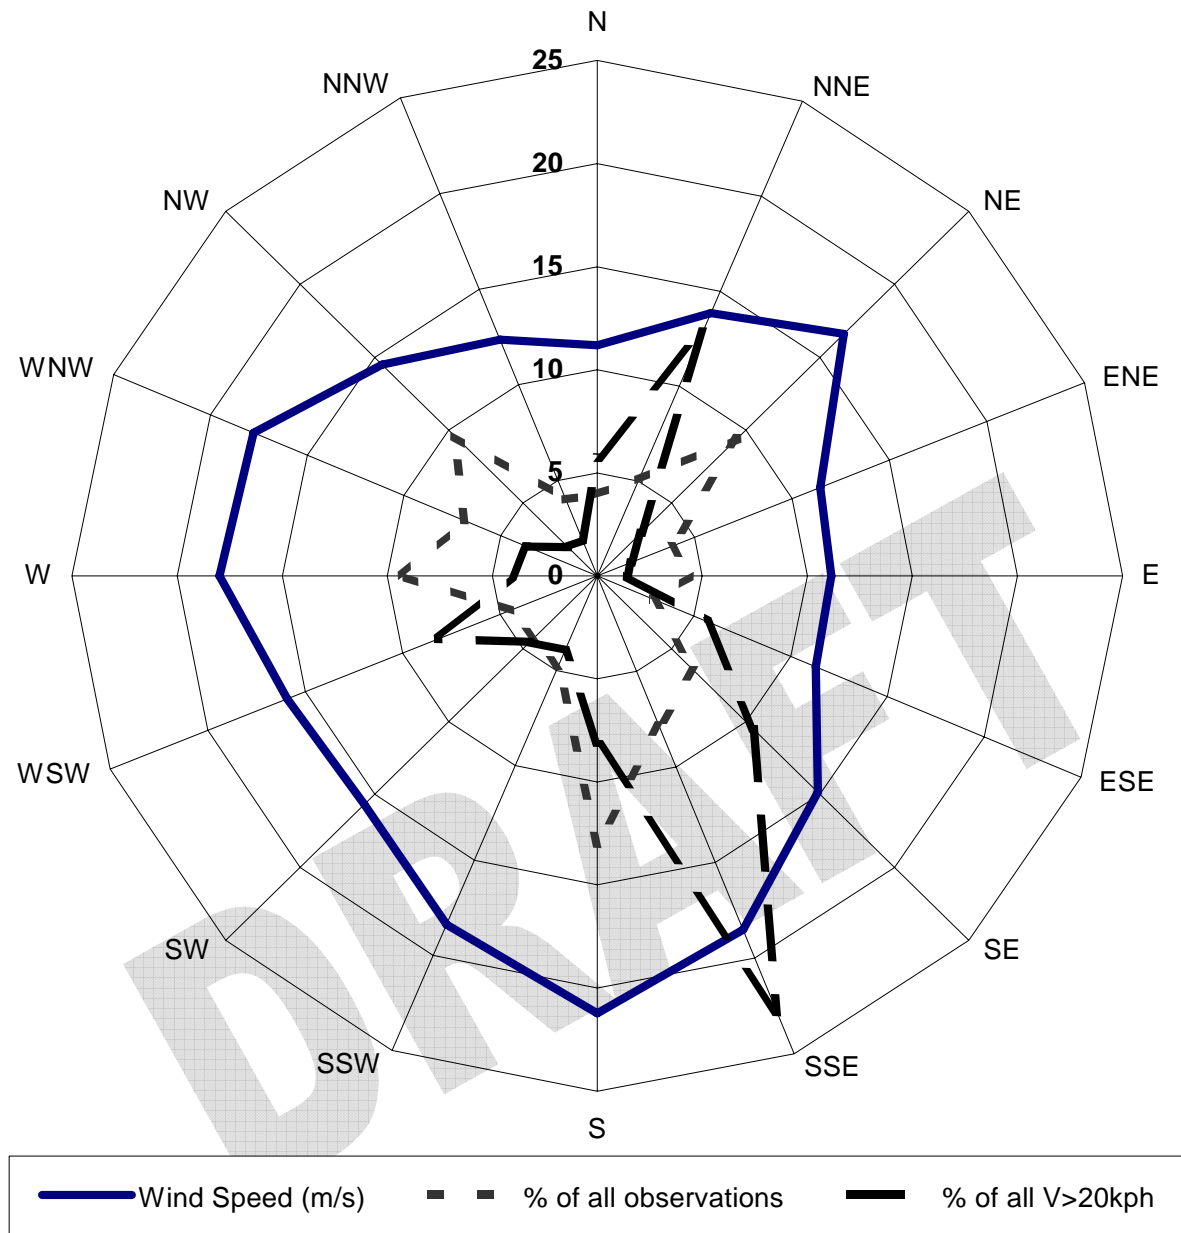 N
25
NNW
NNE
20
NW
NE
15
WNW
ENE
10
5
W
0
E
WSW
ESE
SW
SE
SSW
SSE
S
DRAFT
Wind Speed (m/s)
% of all observations
% of all V>20kph